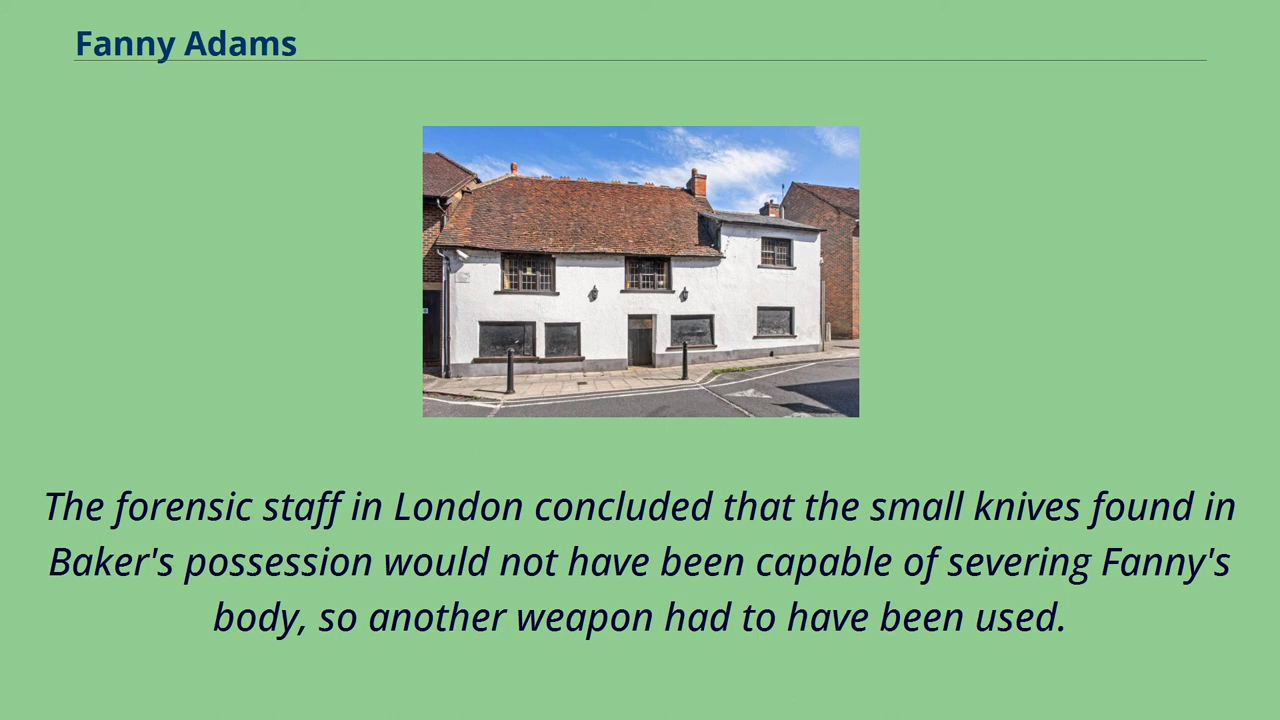 Fanny Adams
The forensic staff in London concluded that the small knives found in
Baker's possession would not have been capable of severing Fanny's
body, so another weapon had to have been used.